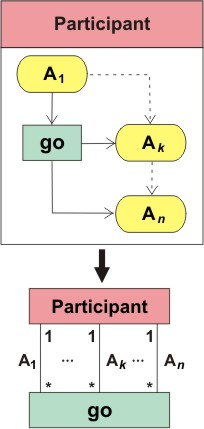 Participant
A1
go
Ak
An
Participant
1 1 1
A1 ... Ak ... An
* * *
go